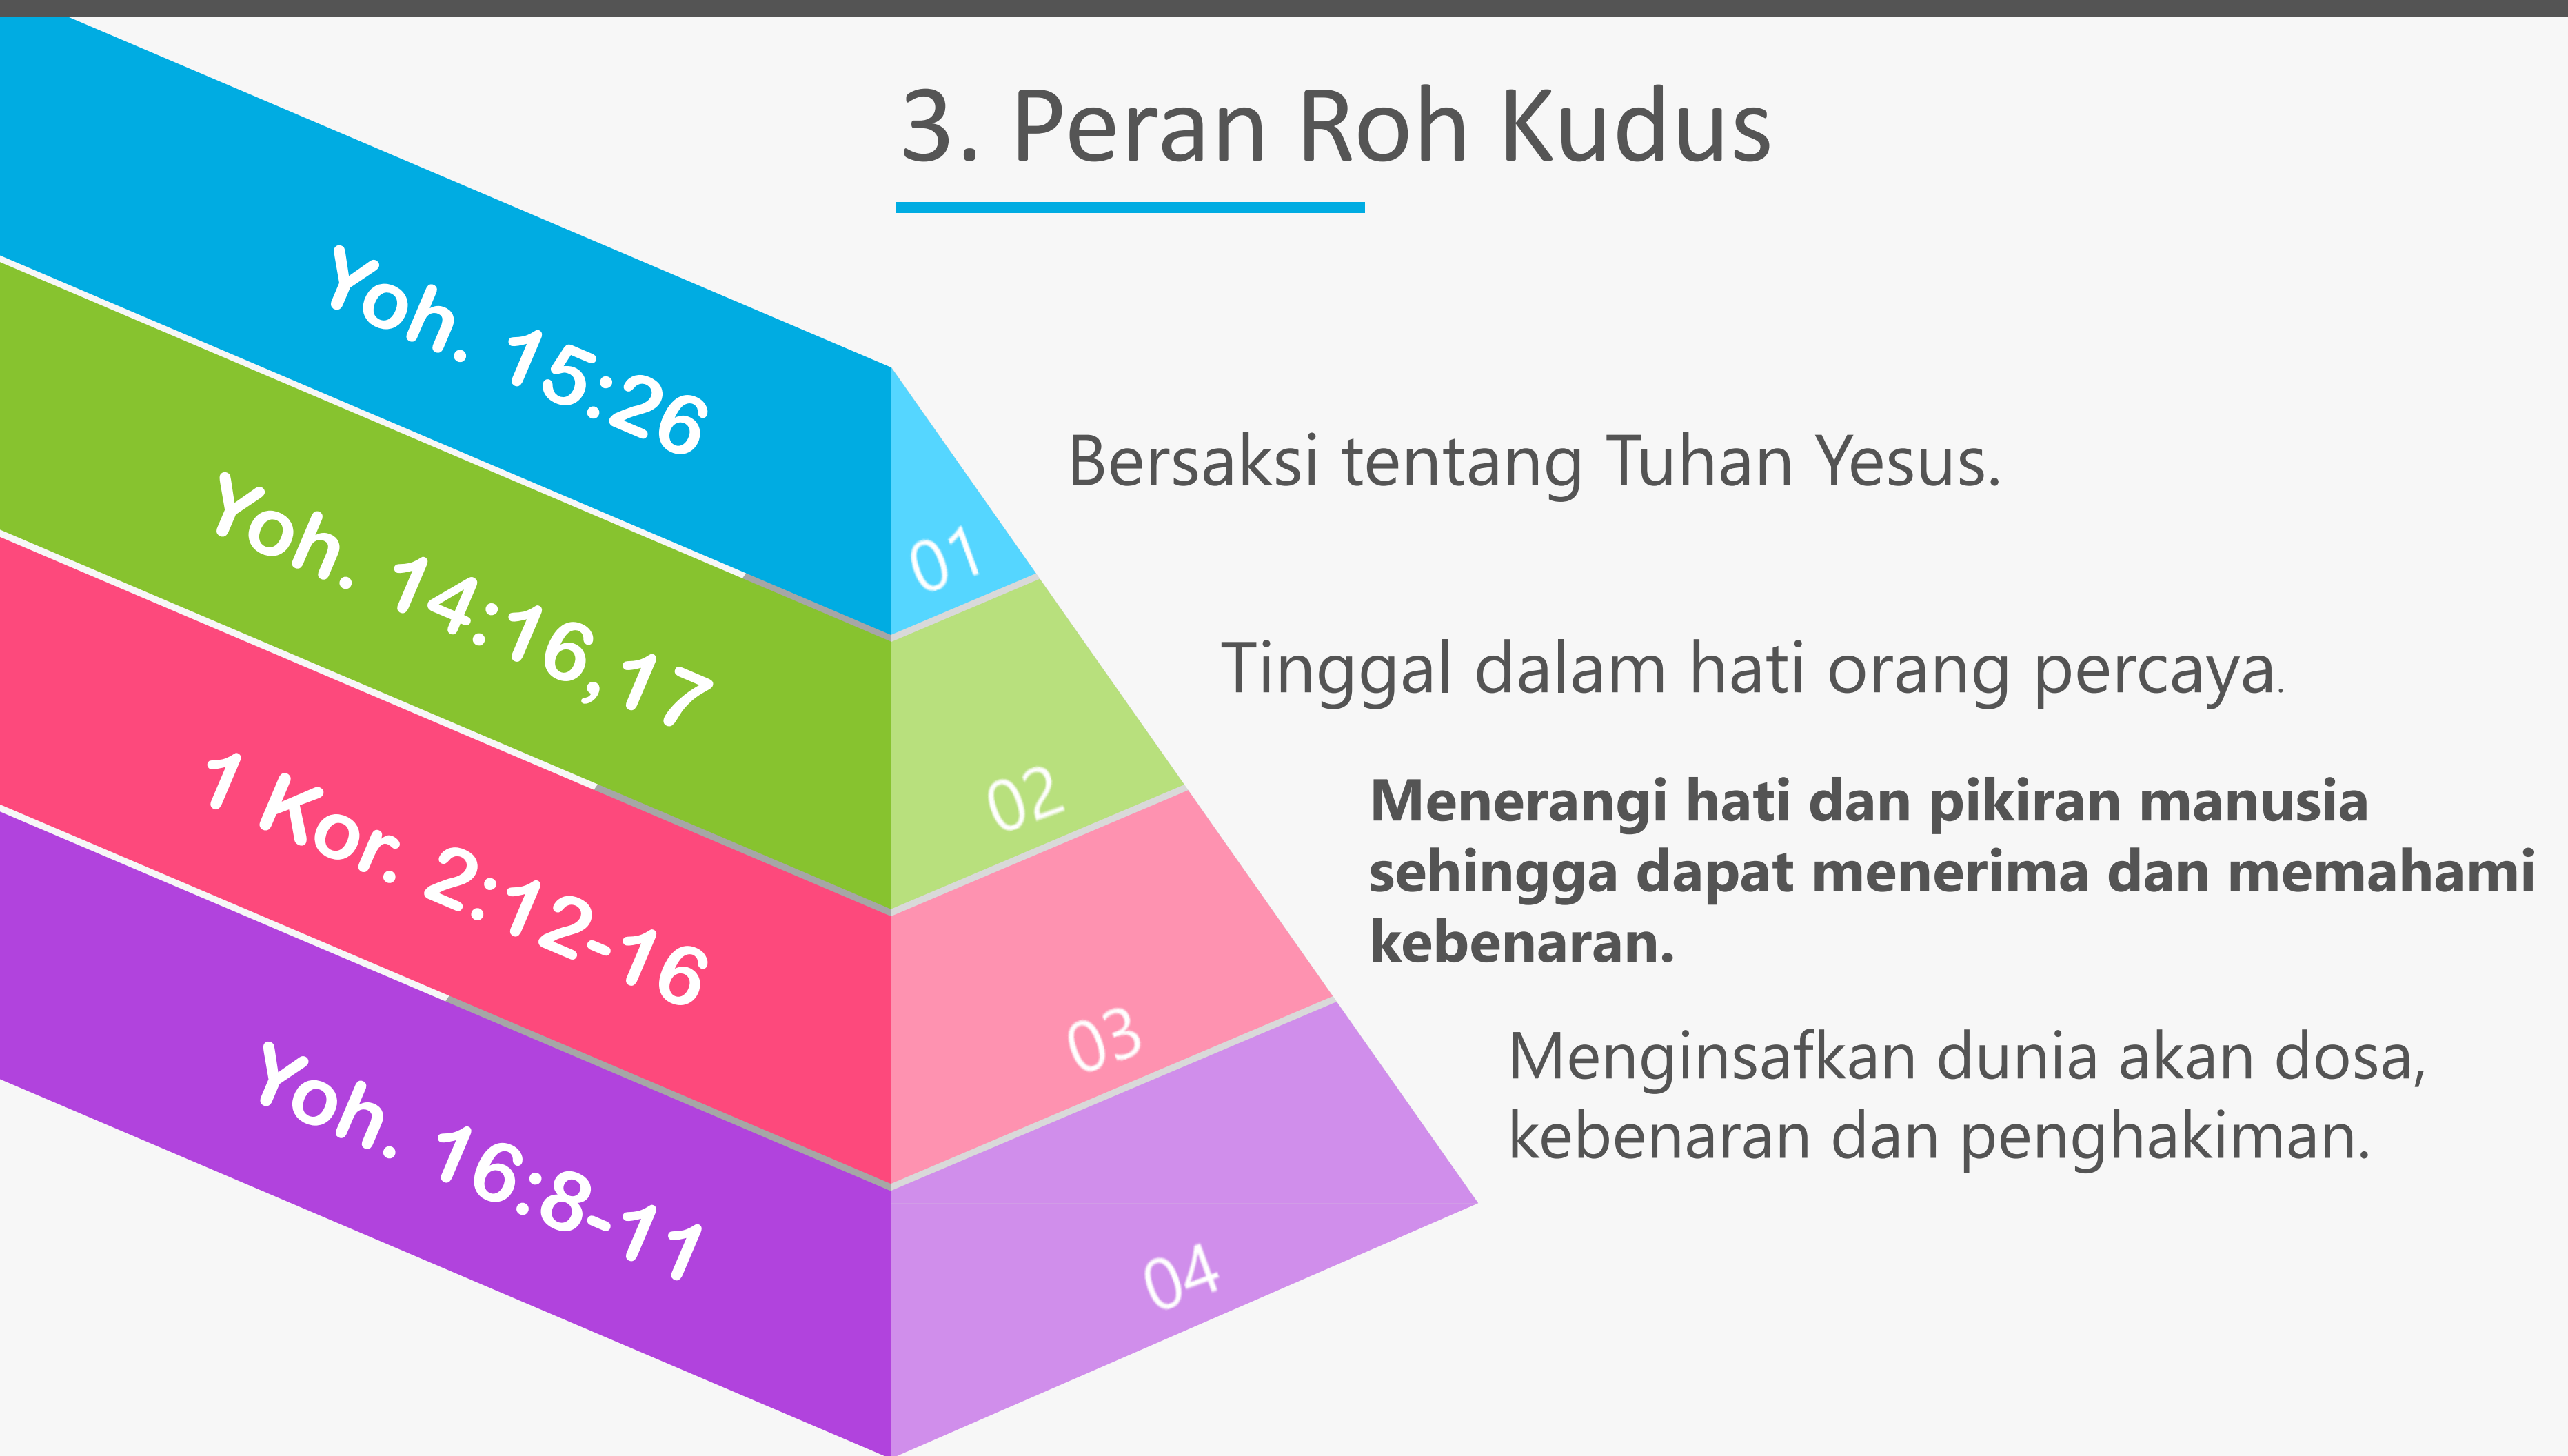 3. Peran Roh Kudus
Yoh. 15:26
01
Bersaksi tentang Tuhan Yesus.
Yoh. 14:16,17
02
Tinggal dalam hati orang percaya.
1 Kor. 2:12-16
03
Menerangi hati dan pikiran manusia
sehingga dapat menerima dan memahami
kebenaran.
Yoh. 16:8-11
04
Menginsafkan dunia akan dosa,
kebenaran dan penghakiman.